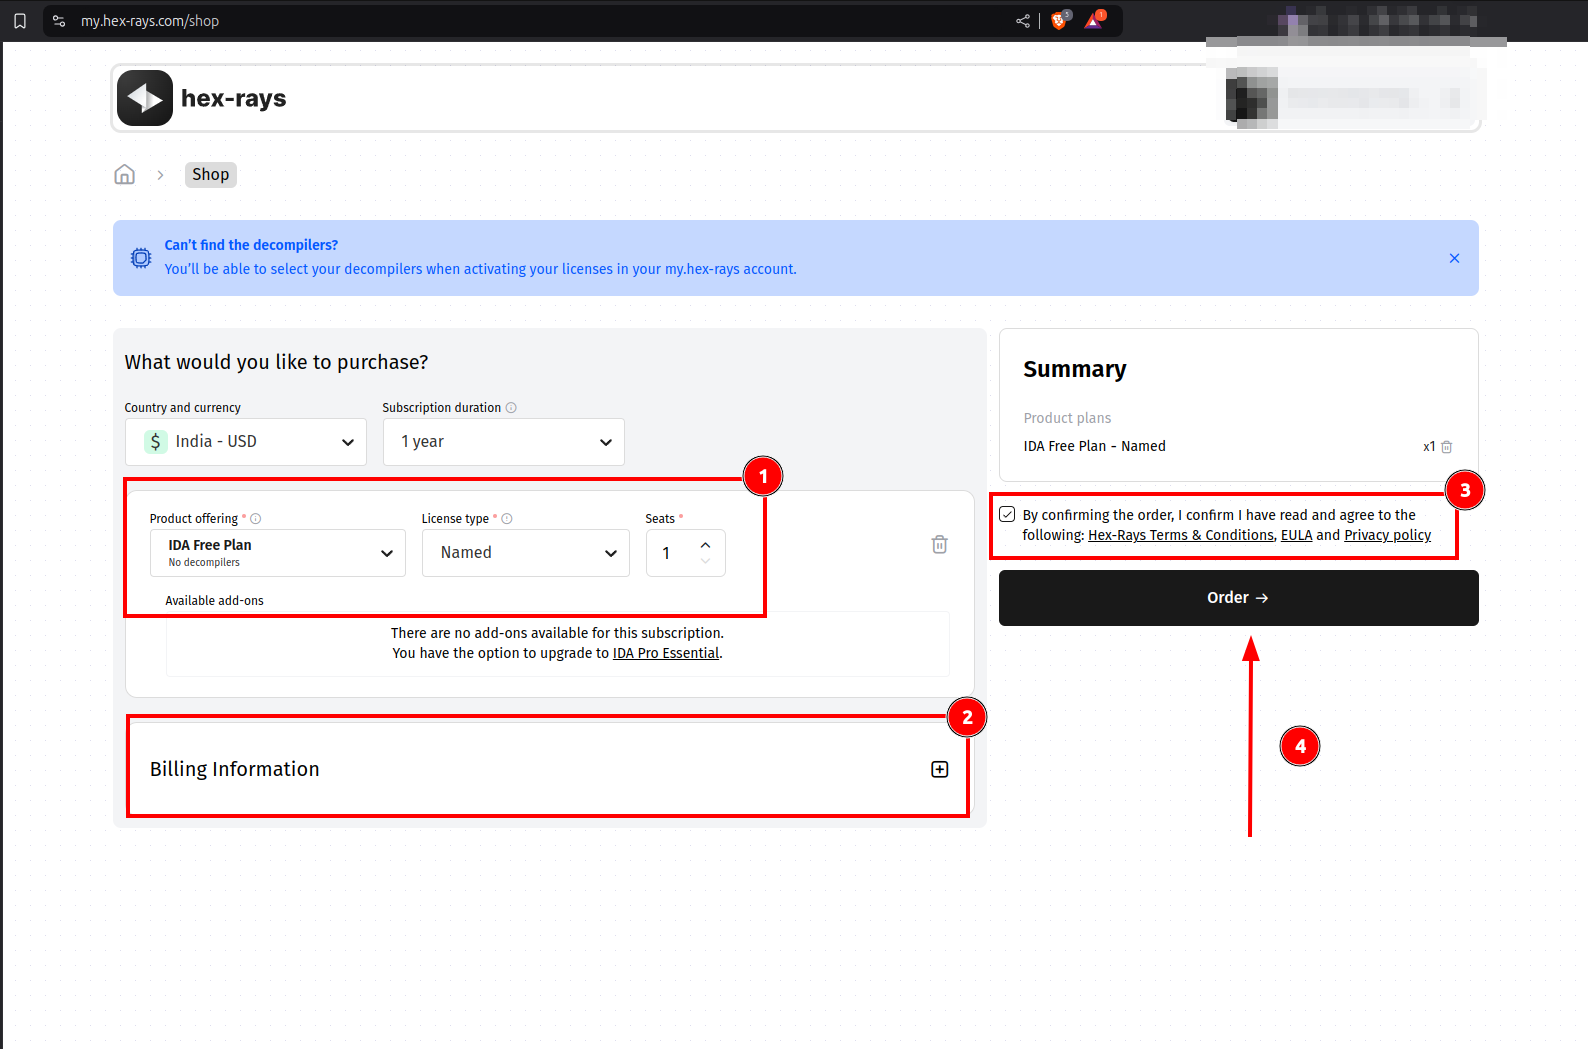 my.hex-rays.com/shop
5
1
hex-rays
Shop
Can't find the decompilers?
You'll be able to select your decompilers when activating your licenses in your my.hex-rays account.
What would you like to purchase?
Country and currency
Subscription duration
$ India - USD
1 year
1
Product offering *
License type *
Seats *
IDA Free Plan
No decompilers
Named
1
Available add-ons
There are no add-ons available for this subscription.
You have the option to upgrade to IDA Pro Essential.
2
Billing Information
Summary
Product plans
IDA Free Plan - Named
x1
3
By confirming the order, I confirm I have read and agree to the
following: Hex-Rays Terms & Conditions, EULA and Privacy policy
Order →
4